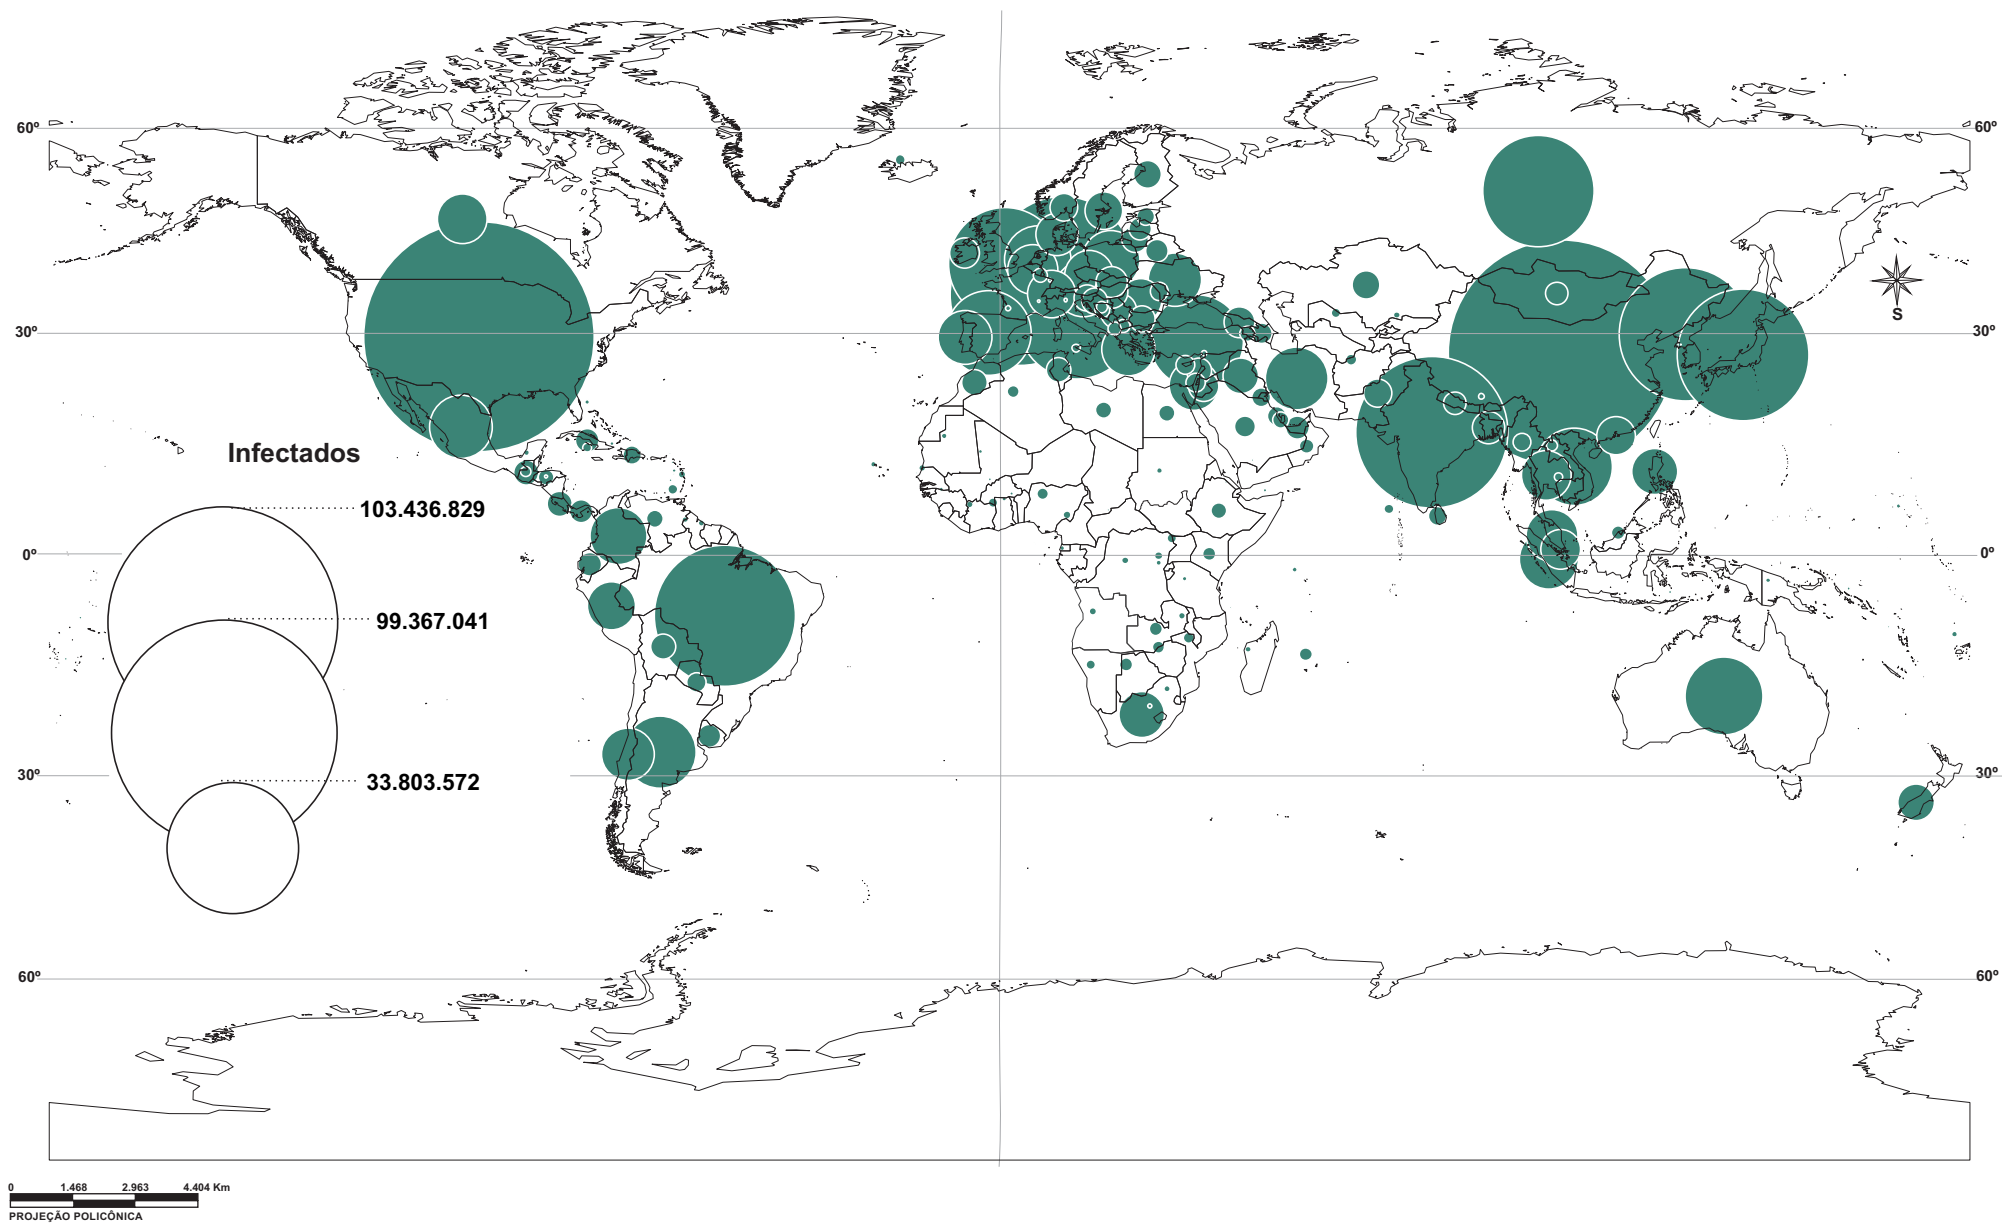 60º
60º
30º
S
30º
Infectados
103.436.829
0º
0º
99.367.041
30º
33.803.572
30º
60º
60º
0 1.468 2.963 4.404 Km
PROJEÇÃO POLICÔNICA